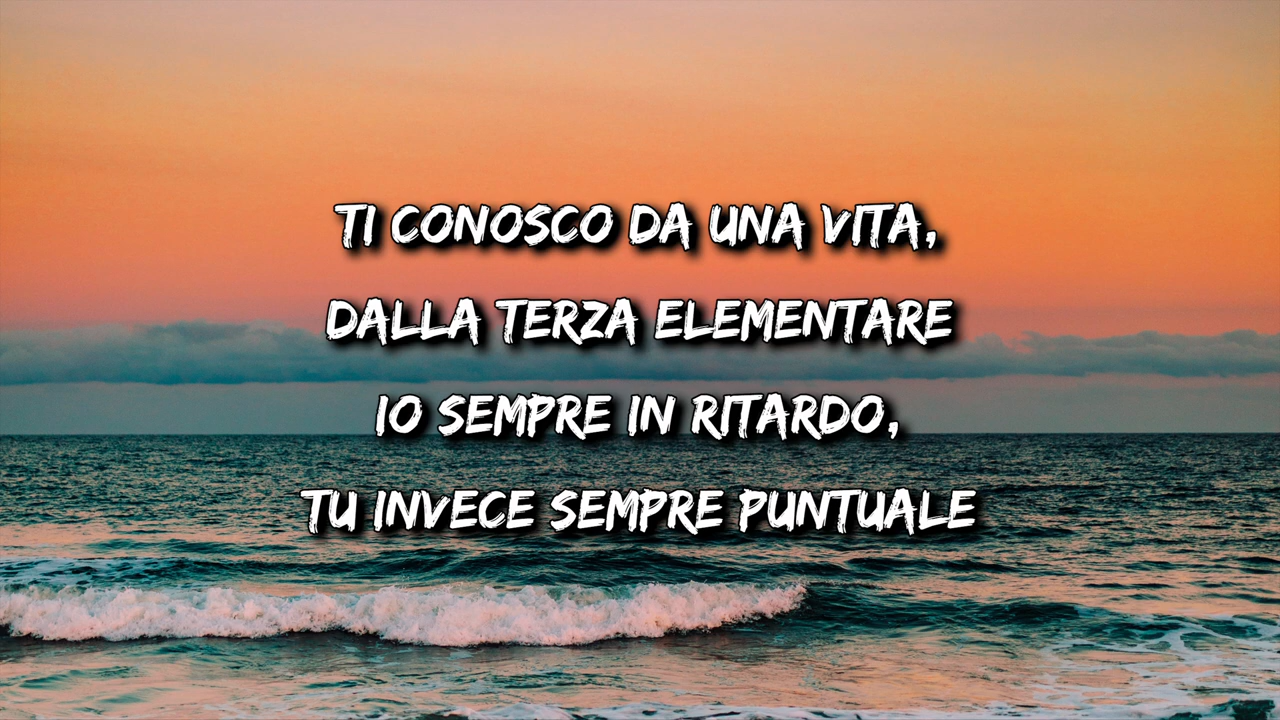 TI CONOSCO DA UNA VITA,
DALLA TERZA ELEMENTARE
IO SEMPRE IN RITARDO,
TU INVECE SEMPRE PUNTUALE